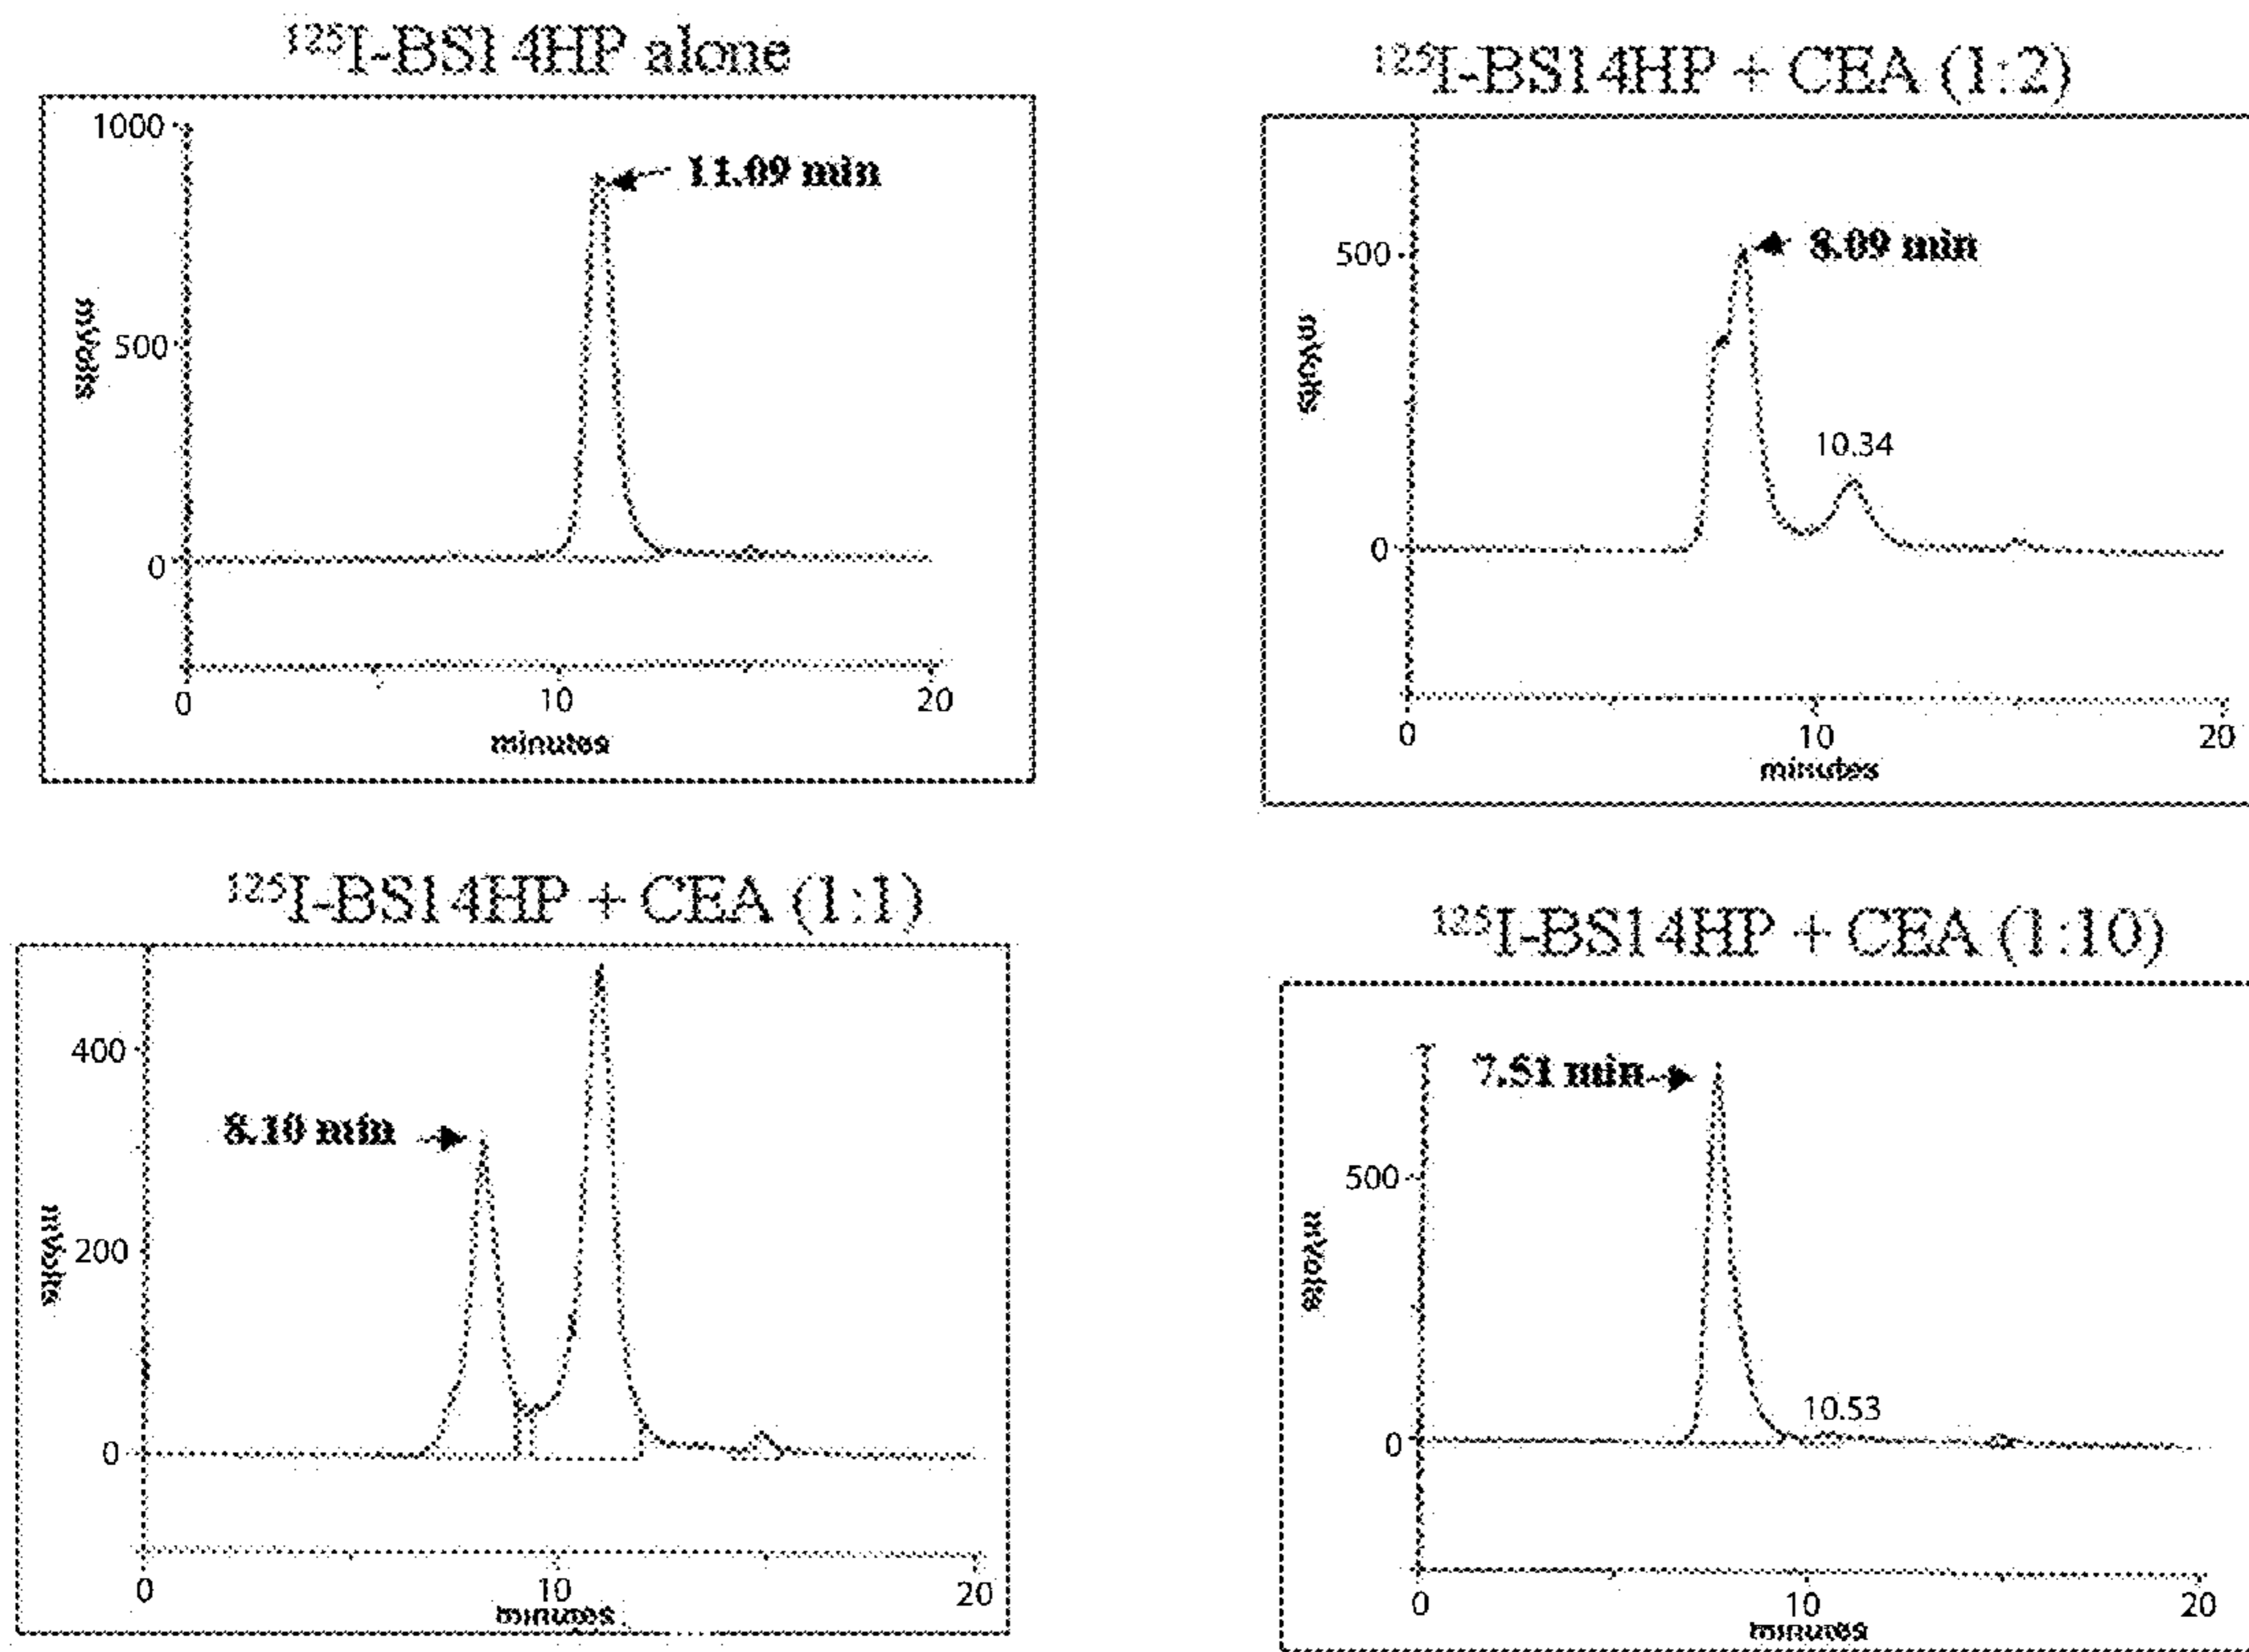 ¹²⁵I-BS14HP alone
1000
11.09 min
500
mVolts
0
0 10 20
minutes
¹²⁵I-BS14HP + CEA (1:2)
8.09 min
500
mVolts
10.34
0
0 10 20
minutes
¹²⁵I-BS14HP + CEA (1:1)
400
8.10 min
200
mVolts
0
0 10 20
minutes
¹²⁵I-BS14HP + CEA (1:10)
7.51 min
500
mVolts
10.53
0
0 10 20
minutes